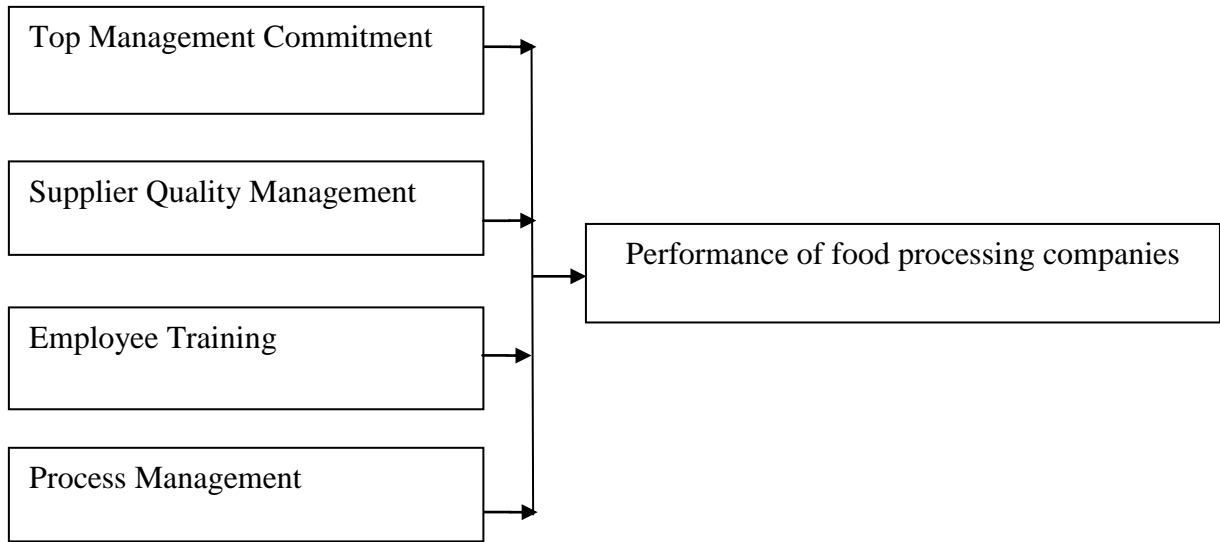 Top Management Commitment
Supplier Quality Management
Performance of food processing companies
Employee Training
Process Management